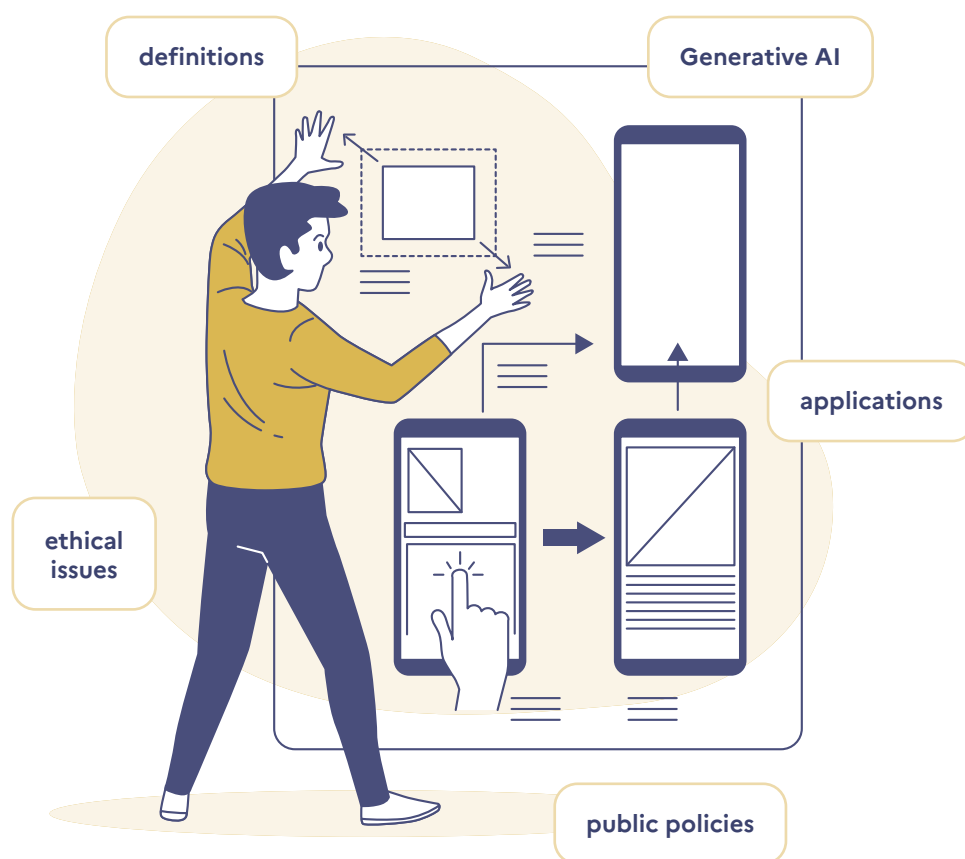 definitions
Generative AI
applications
ethical
issues
public policies